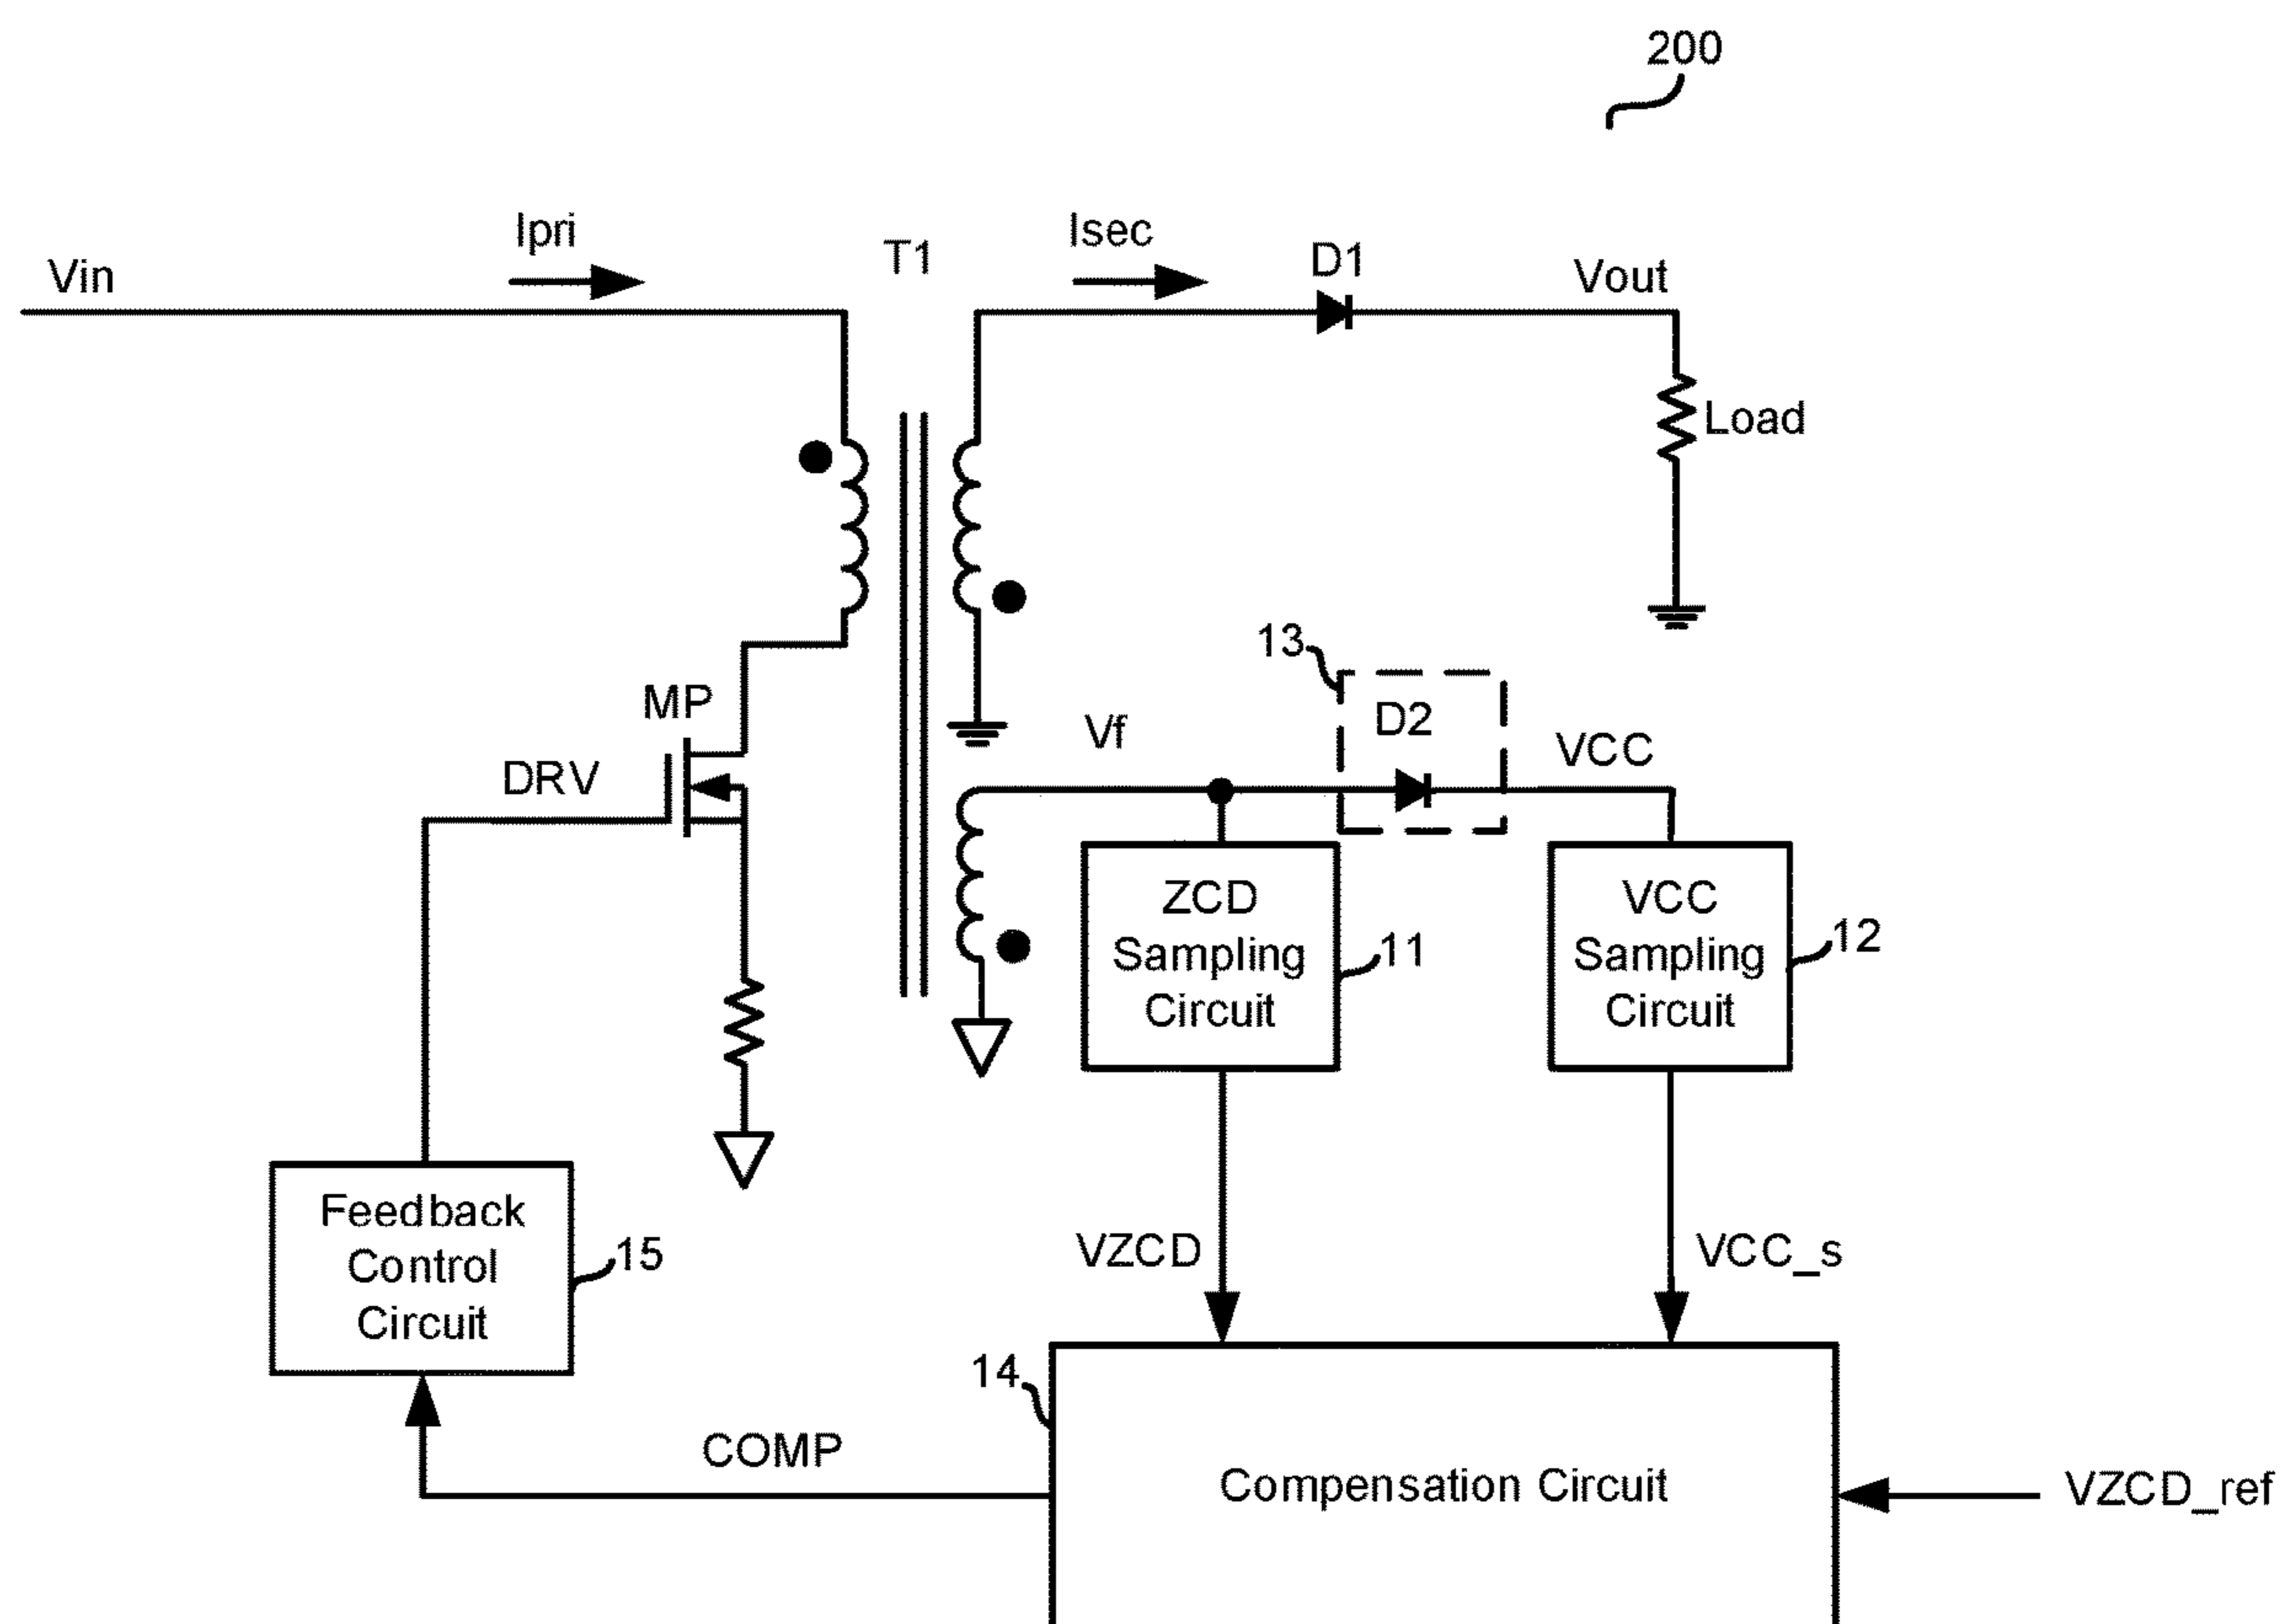 200
Ipri
T1
Isec
D1
Vin
Vout
Load
13
MP
Vf
D2
VCC
DRV
ZCD
Sampling
Circuit
11
VCC
Sampling
Circuit
12
Feedback
Control
Circuit
15
VZCD
VCC_s
14
COMP
Compensation Circuit
VZCD_ref